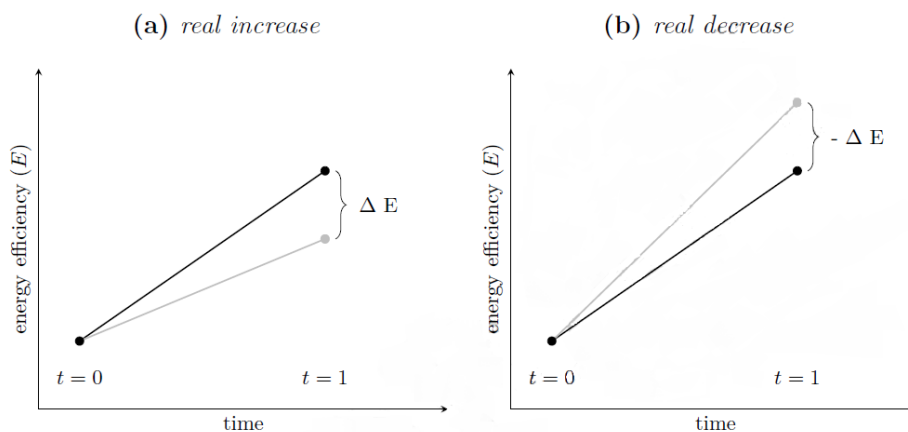 (a) real increase
energy efficiency (E)
Δ E
t = 0
t = 1
time
(b) real decrease
energy efficiency (E)
- Δ E
t = 0
t = 1
time